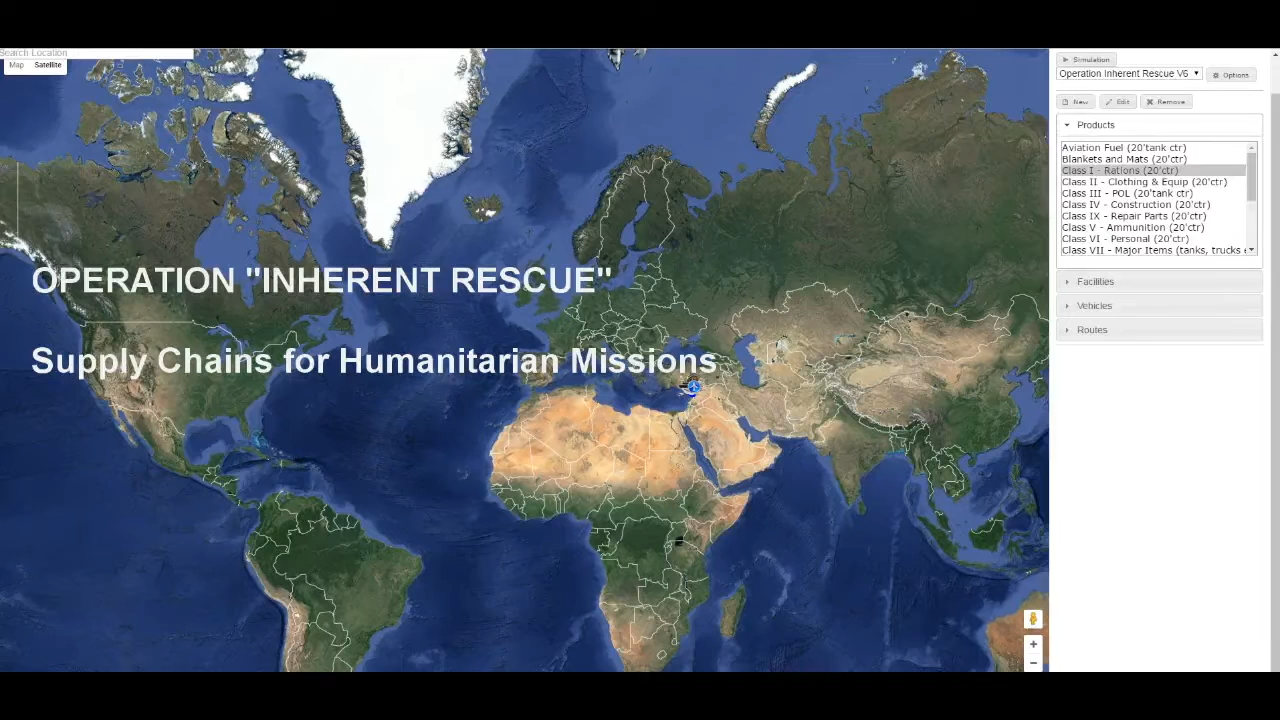 Search Location
Map Satellite
OPERATION "INHERENT RESCUE"
Supply Chains for Humanitarian Missions
Simulation
Operation Inherent Rescue V6
Options
New Edit Remove
Products
Aviation Fuel (20'tank ctr)
Blankets and Mats (20'ctr)
Class I - Rations (20'ctr)
Class II - Clothing & Equip (20'ctr)
Class III - POL (20'tank ctr)
Class IV - Construction (20'ctr)
Class IX - Repair Parts (20'ctr)
Class V - Ammunition (20'ctr)
Class VI - Personal (20'ctr)
Class VII - Major Items (tanks, trucks
Facilities
Vehicles
Routes